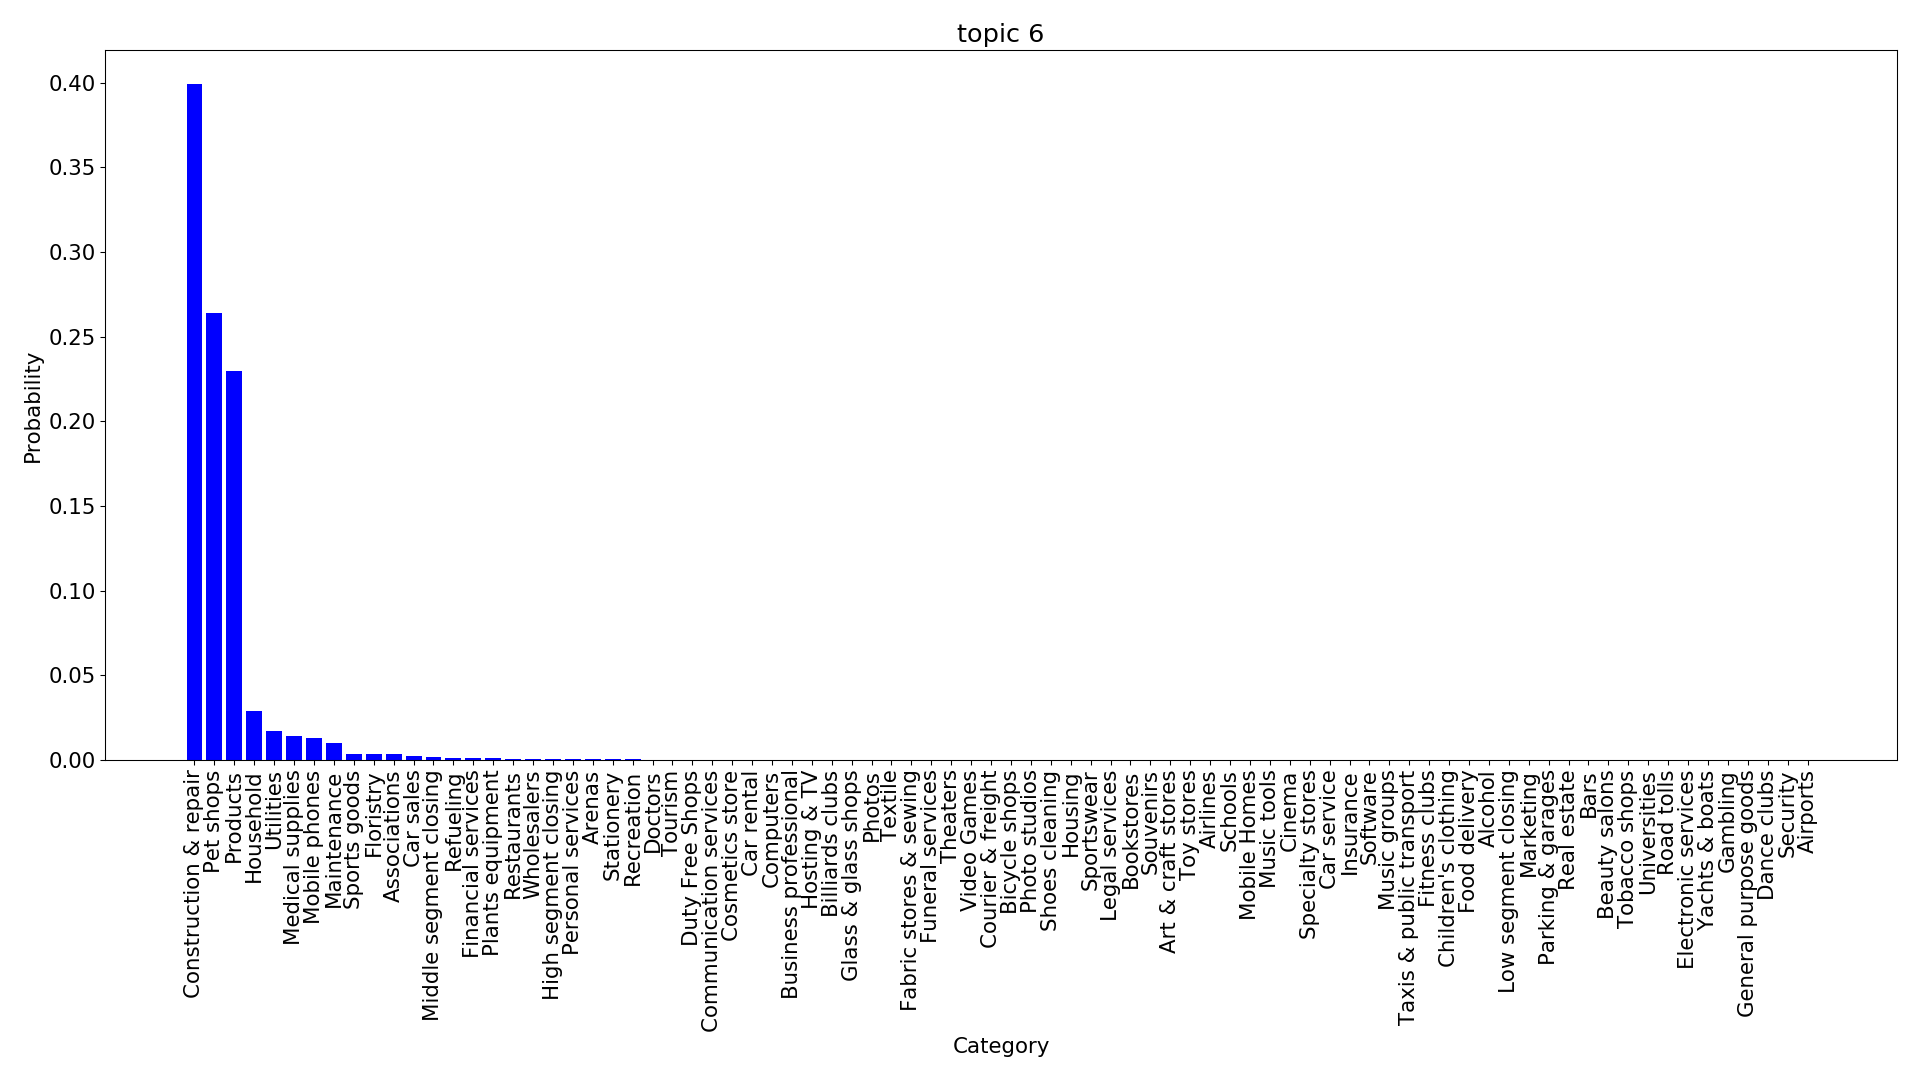 topic 6
Probability
0.40
0.35
0.30
0.25
0.20
0.15
0.10
0.05
0.00
Construction & repair
Pet shops
Products
Household
Utilities
Medical supplies
Mobile phones
Maintenance
Sports goods
Floristry
Associations
Car sales
Middle segment closing
Refueling
Financial services
Plants equipment
Restaurants
Wholesalers
High segment closing
Personal services
Arenas
Stationery
Recreation
Doctors
Tourism
Duty Free Shops
Communication services
Cosmetics store
Car rental
Computers
Business professional
Hosting & TV
Billiards clubs
Glass & glass shops
Photos
Textile
Fabric stores & sewing
Funeral services
Theaters
Video Games
Courier & freight
Bicycle shops
Photo studios
Shoes cleaning
Housing
Sportswear
Legal services
Bookstores
Souvenirs
Art & craft stores
Toy stores
Airlines
Schools
Mobile Homes
Music tools
Cinema
Specialty stores
Car service
Insurance
Software
Music groups
Taxis & public transport
Fitness clubs
Children's clothing
Food delivery
Alcohol
Low segment closing
Marketing
Parking & garages
Real estate
Bars
Beauty salons
Tobacco shops
Universities
Road tolls
Electronic services
Yachts & boats
Gambling
General purpose goods
Dance clubs
Security
Airports
Category